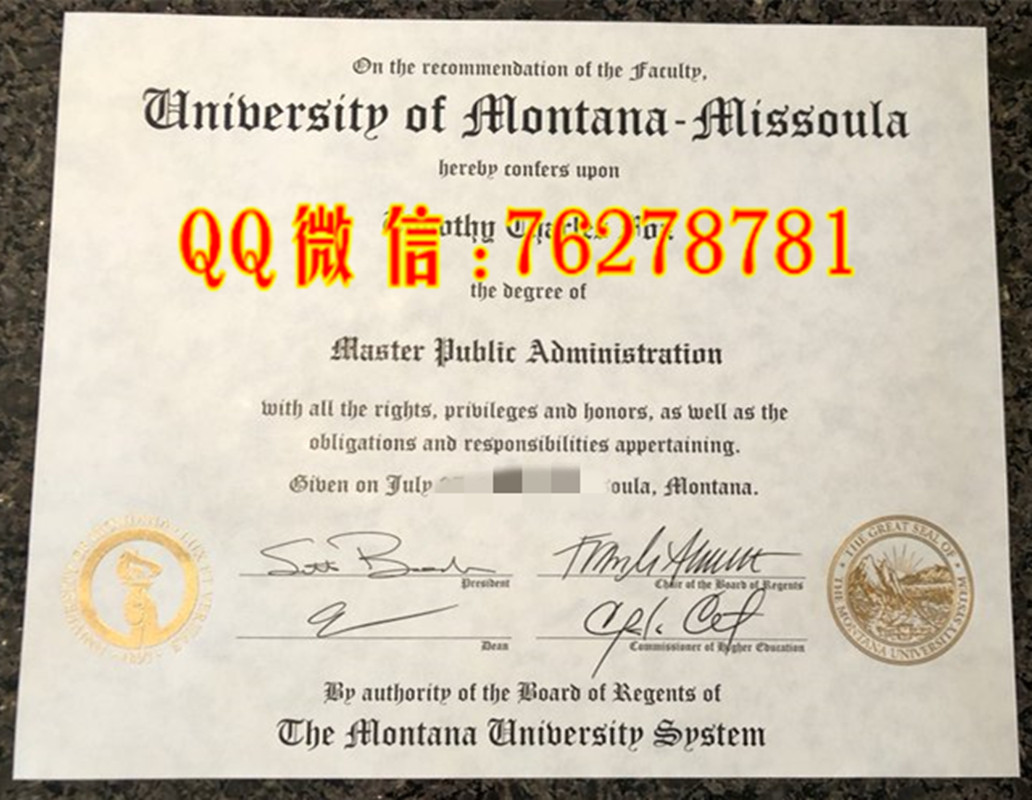 On the recommendation of the Faculty,
University of Montana-Missoula
hereby confers upon
QQ微信:76278781
the degree of
Master Public Administration
with all the rights, privileges and honors, as well as the
obligations and responsibilities appertaining.
Given on July oula, Montana.
President
Chair of the Board of Regents
Dean
Commissioner of Higher Education
THE GREAT SEAL OF
THE MONTANA UNIVERSITY SYSTEM
By authority of the Board of Regents of
The Montana University System